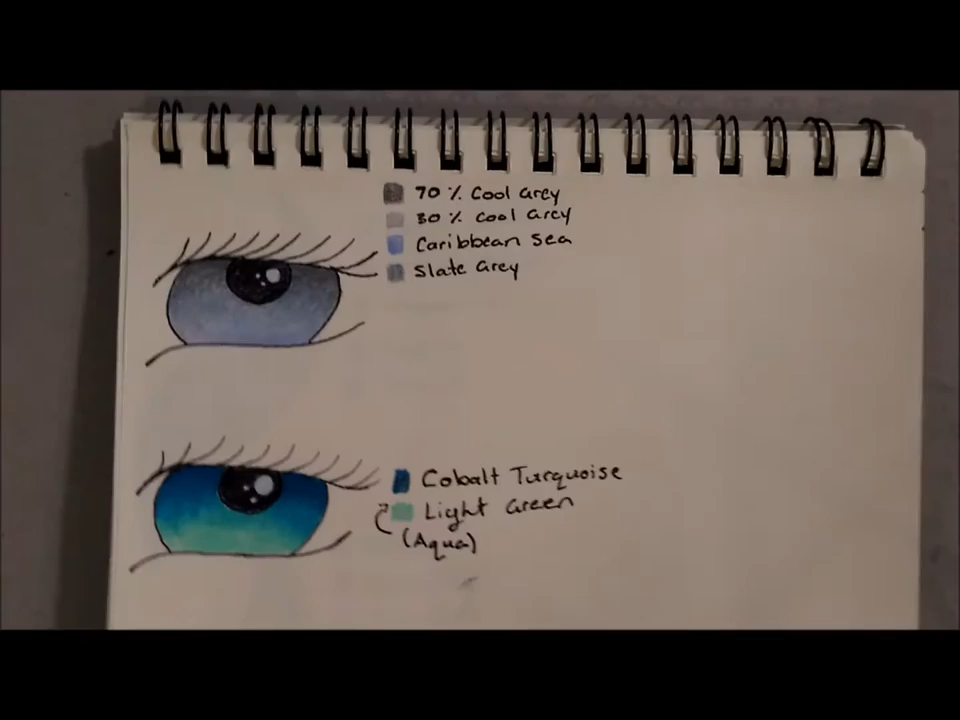 70 % Cool Grey
30 % Cool Grey
Caribbean Sea
Slate Grey
Cobalt Turquoise
Light Green
(Aqua)